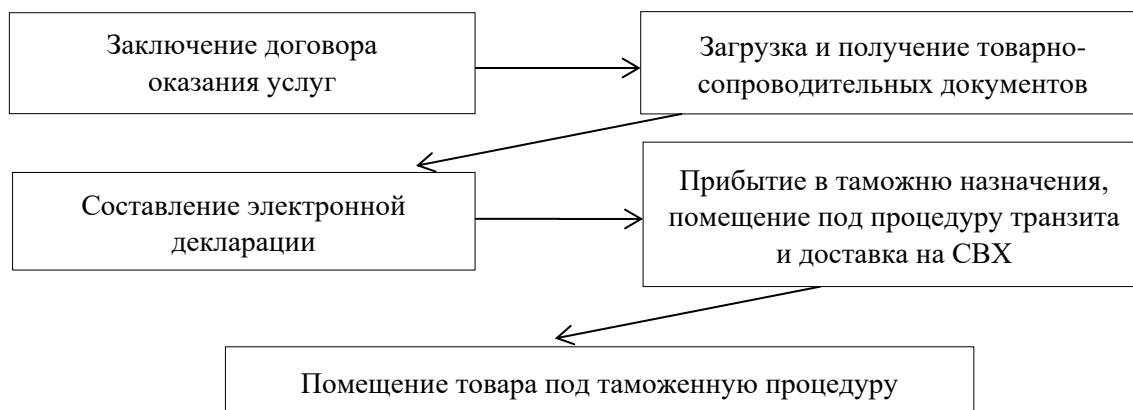 Заключение договора
оказания услуг
Загрузка и получение товарно-
сопроводительных документов
Составление электронной
декларации
Прибытие в таможню назначения,
помещение под процедуру транзита
и доставка на СВХ
Помещение товара под таможенную процедуру